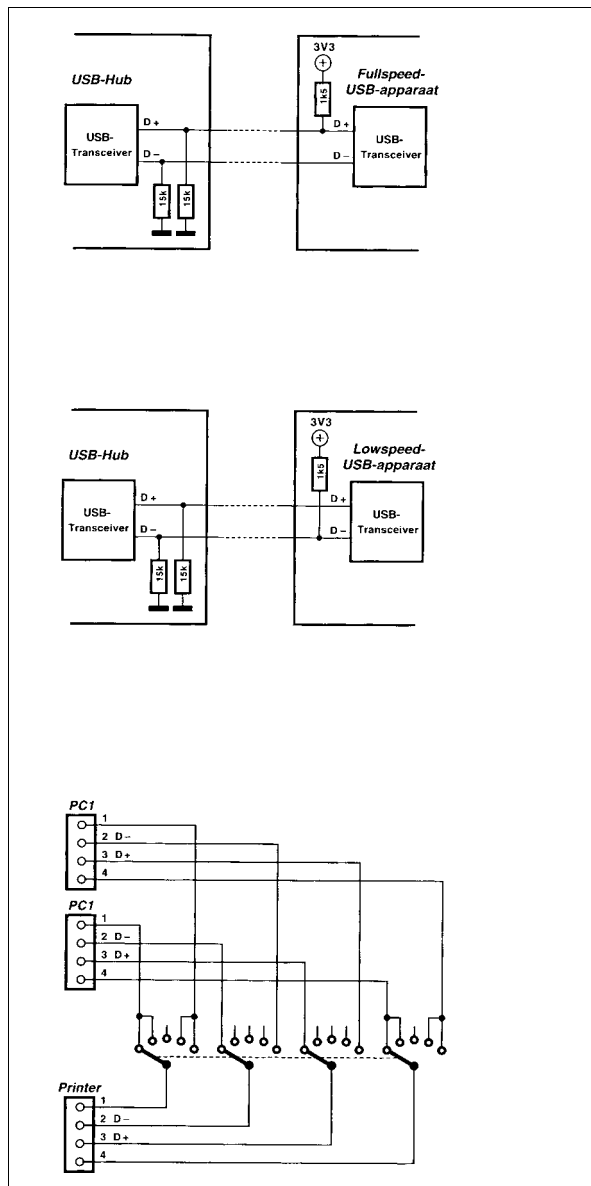 3V3
USB-Hub
Fullspeed-
USB-apparaat
1k5
D+
D+
USB-
Transceiver
USB-
Transceiver
D–
D–
15k
15k
3V3
USB-Hub
Lowspeed-
USB-apparaat
1k5
D+
D+
USB-
Transceiver
USB-
Transceiver
D–
D–
15k
15k
PC1
1
2 D–
3 D+
4
PC1
1
2 D–
3 D+
4
Printer
1
2 D–
3 D+
4